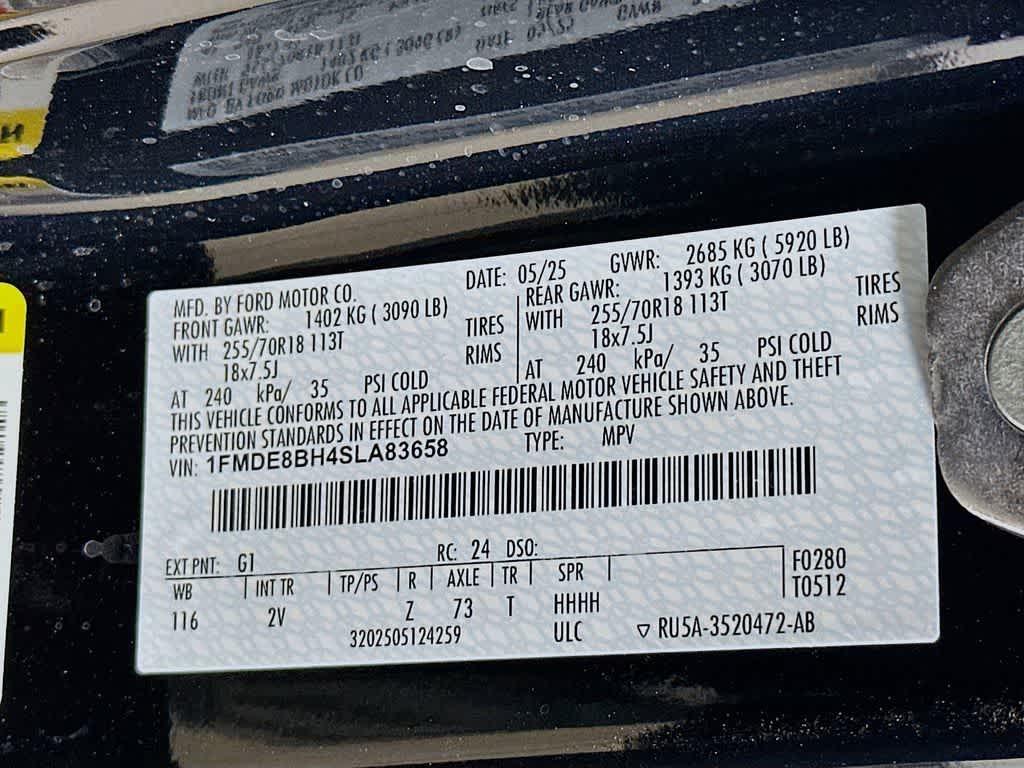 MFD. BY FORD MOTOR CO.
DATE: 05/25
GVWR: 2685 KG ( 5920 LB)
FRONT GAWR: 1402 KG ( 3090 LB)
WITH 255/70R18 113T TIRES
18x7.5J RIMS
AT 240 kPa/ 35 PSI COLD
REAR GAWR: 1393 KG ( 3070 LB)
WITH 255/70R18 113T TIRES
18x7.5J RIMS
AT 240 kPa/ 35 PSI COLD
THIS VEHICLE CONFORMS TO ALL APPLICABLE FEDERAL MOTOR VEHICLE SAFETY AND THEFT
PREVENTION STANDARDS IN EFFECT ON THE DATE OF MANUFACTURE SHOWN ABOVE.
VIN: 1FMDE8BH4SLA83658 TYPE: MPV
EXT PNT: G1 RC: 24 DSO:
WB INT TR TP/PS R AXLE TR SPR F0280
116 2V Z 73 T HHHH T0512
3202505124259 ULC ▽ RU5A-3520472-AB